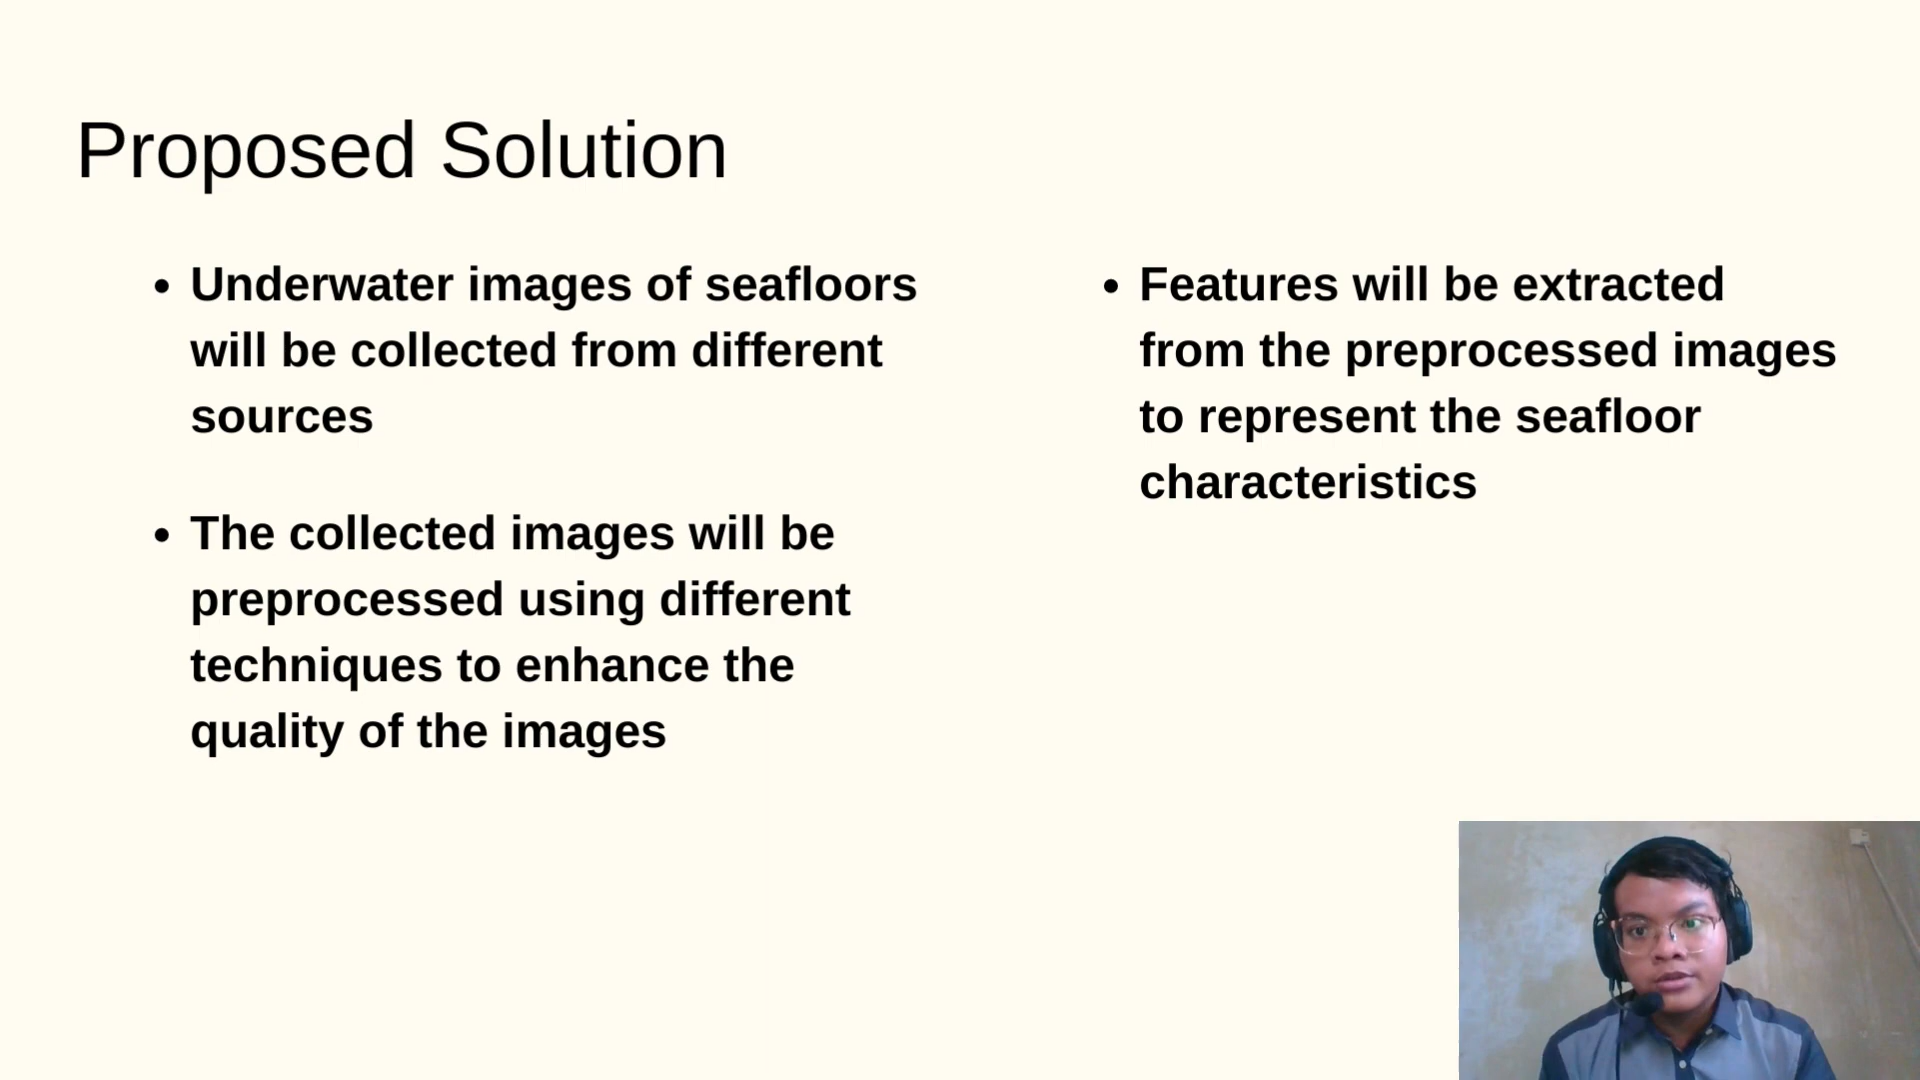 Proposed Solution
• Underwater images of seafloors
will be collected from different
sources
• The collected images will be
preprocessed using different
techniques to enhance the
quality of the images
• Features will be extracted
from the preprocessed images
to represent the seafloor
characteristics